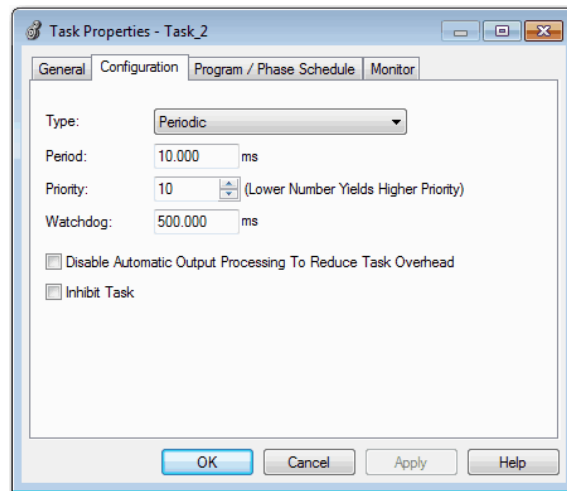 Task Properties - Task_2
General Configuration Program / Phase Schedule Monitor
Type: Periodic
Period: 10.000 ms
Priority: 10 (Lower Number Yields Higher Priority)
Watchdog: 500.000 ms
Disable Automatic Output Processing To Reduce Task Overhead
Inhibit Task
OK Cancel Apply Help